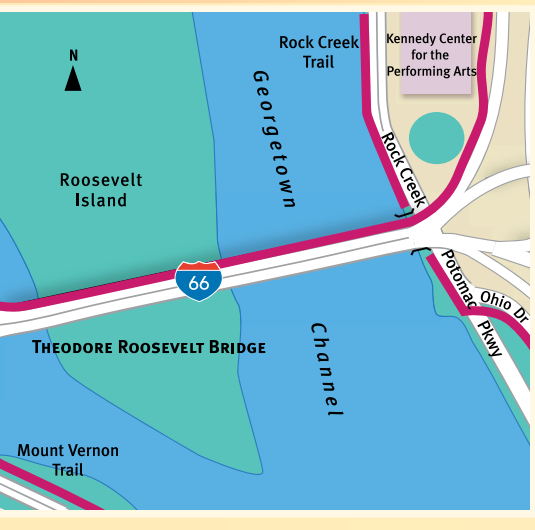 N
Rock Creek
Trail
Kennedy Center
for the
Performing Arts
Georgetown
Roosevelt
Island
Rock Creek
66
Potomac
Pkwy
Ohio Dr
THEODORE ROOSEVELT BRIDGE
Channel
Mount Vernon
Trail